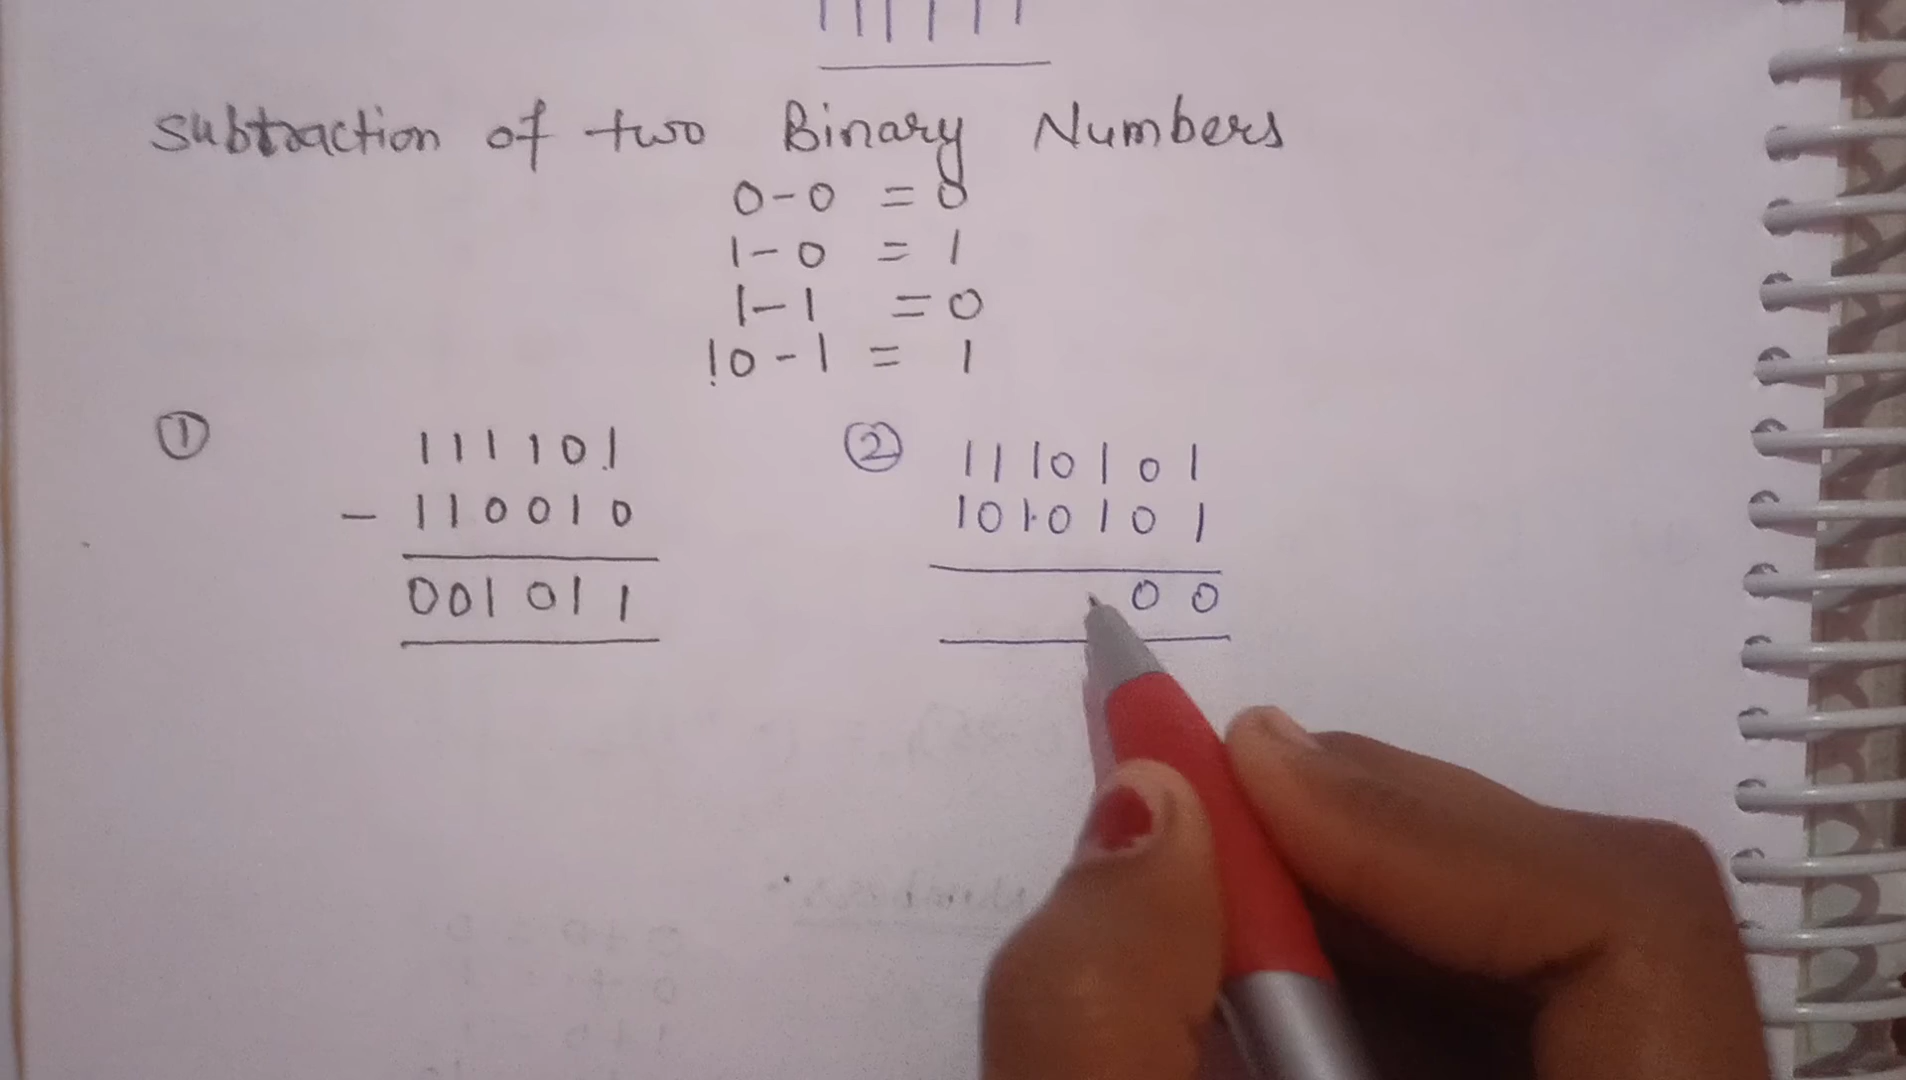 Subtraction of two Binary Numbers
0-0 = 0
1-0 = 1
1-1 = 0
10-1 = 1
①
111101
- 110010
001011
②
1110101
1010101
00